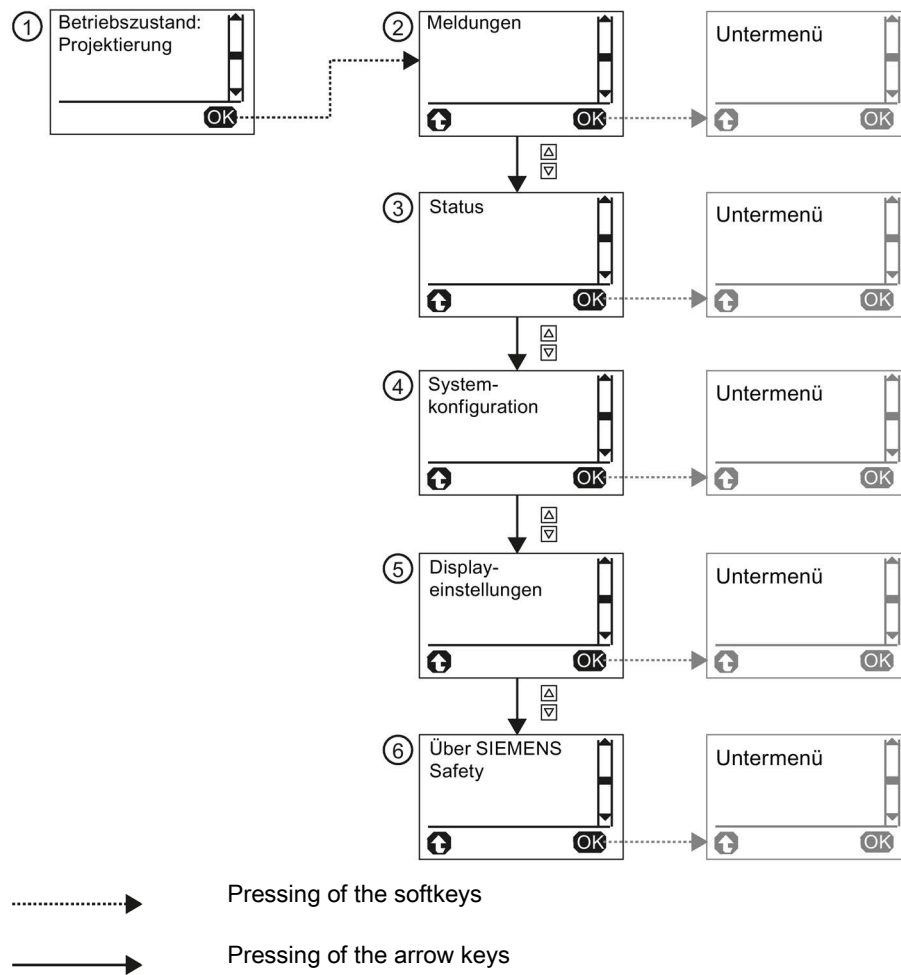 1
Betriebszustand:
Projektierung
OK
2
Meldungen
OK
Untermenü
OK
3
Status
OK
Untermenü
OK
4
System-
konfiguration
OK
Untermenü
OK
5
Display-
einstellungen
OK
Untermenü
OK
6
Über SIEMENS
Safety
OK
Untermenü
OK
Pressing of the softkeys
Pressing of the arrow keys